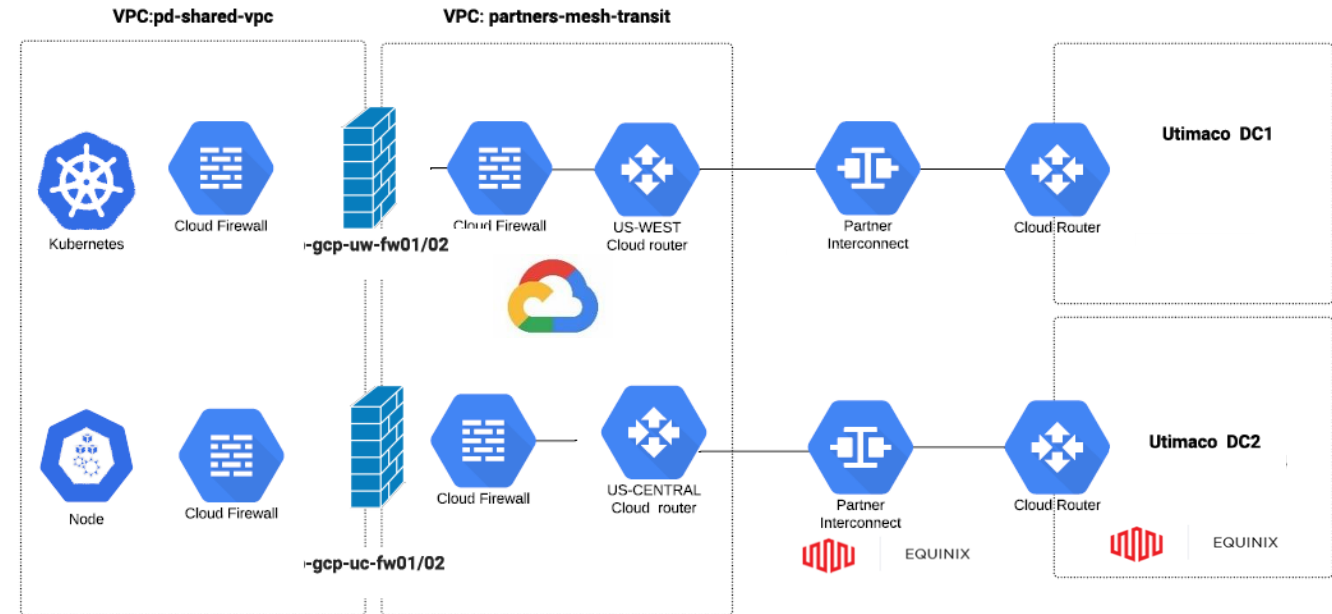 VPC:pd-shared-vpc
VPC: partners-mesh-transit
Utimaco DC1
Kubernetes
Cloud Firewall
-gcp-uw-fw01/02
Cloud Firewall
US-WEST
Cloud router
Partner
Interconnect
Cloud Router
Utimaco DC2
Node
Cloud Firewall
-gcp-uc-fw01/02
Cloud Firewall
US-CENTRAL
Cloud router
Partner
Interconnect
Cloud Router
EQUINIX
EQUINIX